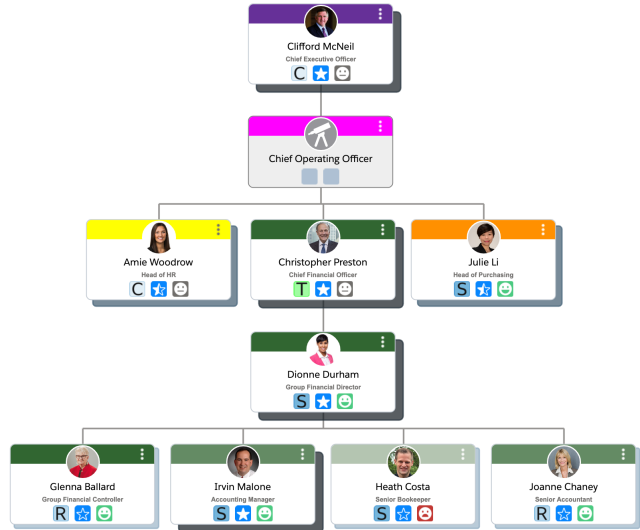 Clifford McNeil
Chief Executive Officer
C
Chief Operating Officer
Amie Woodrow
Head of HR
C
Christopher Preston
Chief Financial Officer
T
Julie Li
Head of Purchasing
S
Dionne Durham
Group Financial Director
S
Glenna Ballard
Group Financial Controller
R
Irvin Malone
Accounting Manager
S
Heath Costa
Senior Bookeeper
S
Joanne Chaney
Senior Accountant
R